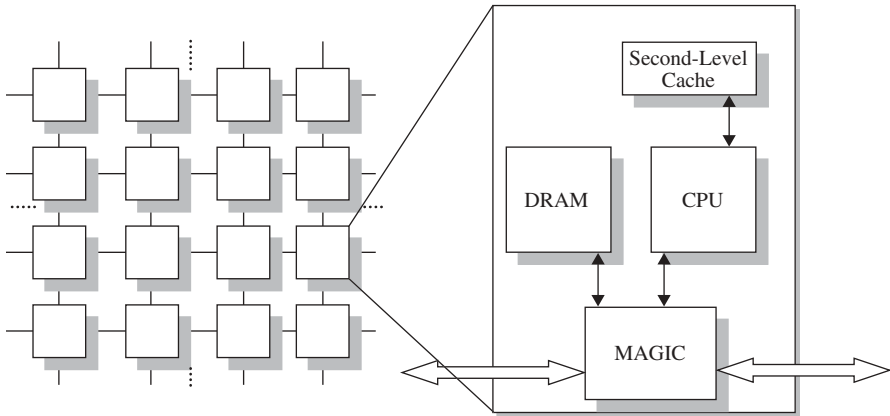 Second-Level
Cache
DRAM
CPU
MAGIC